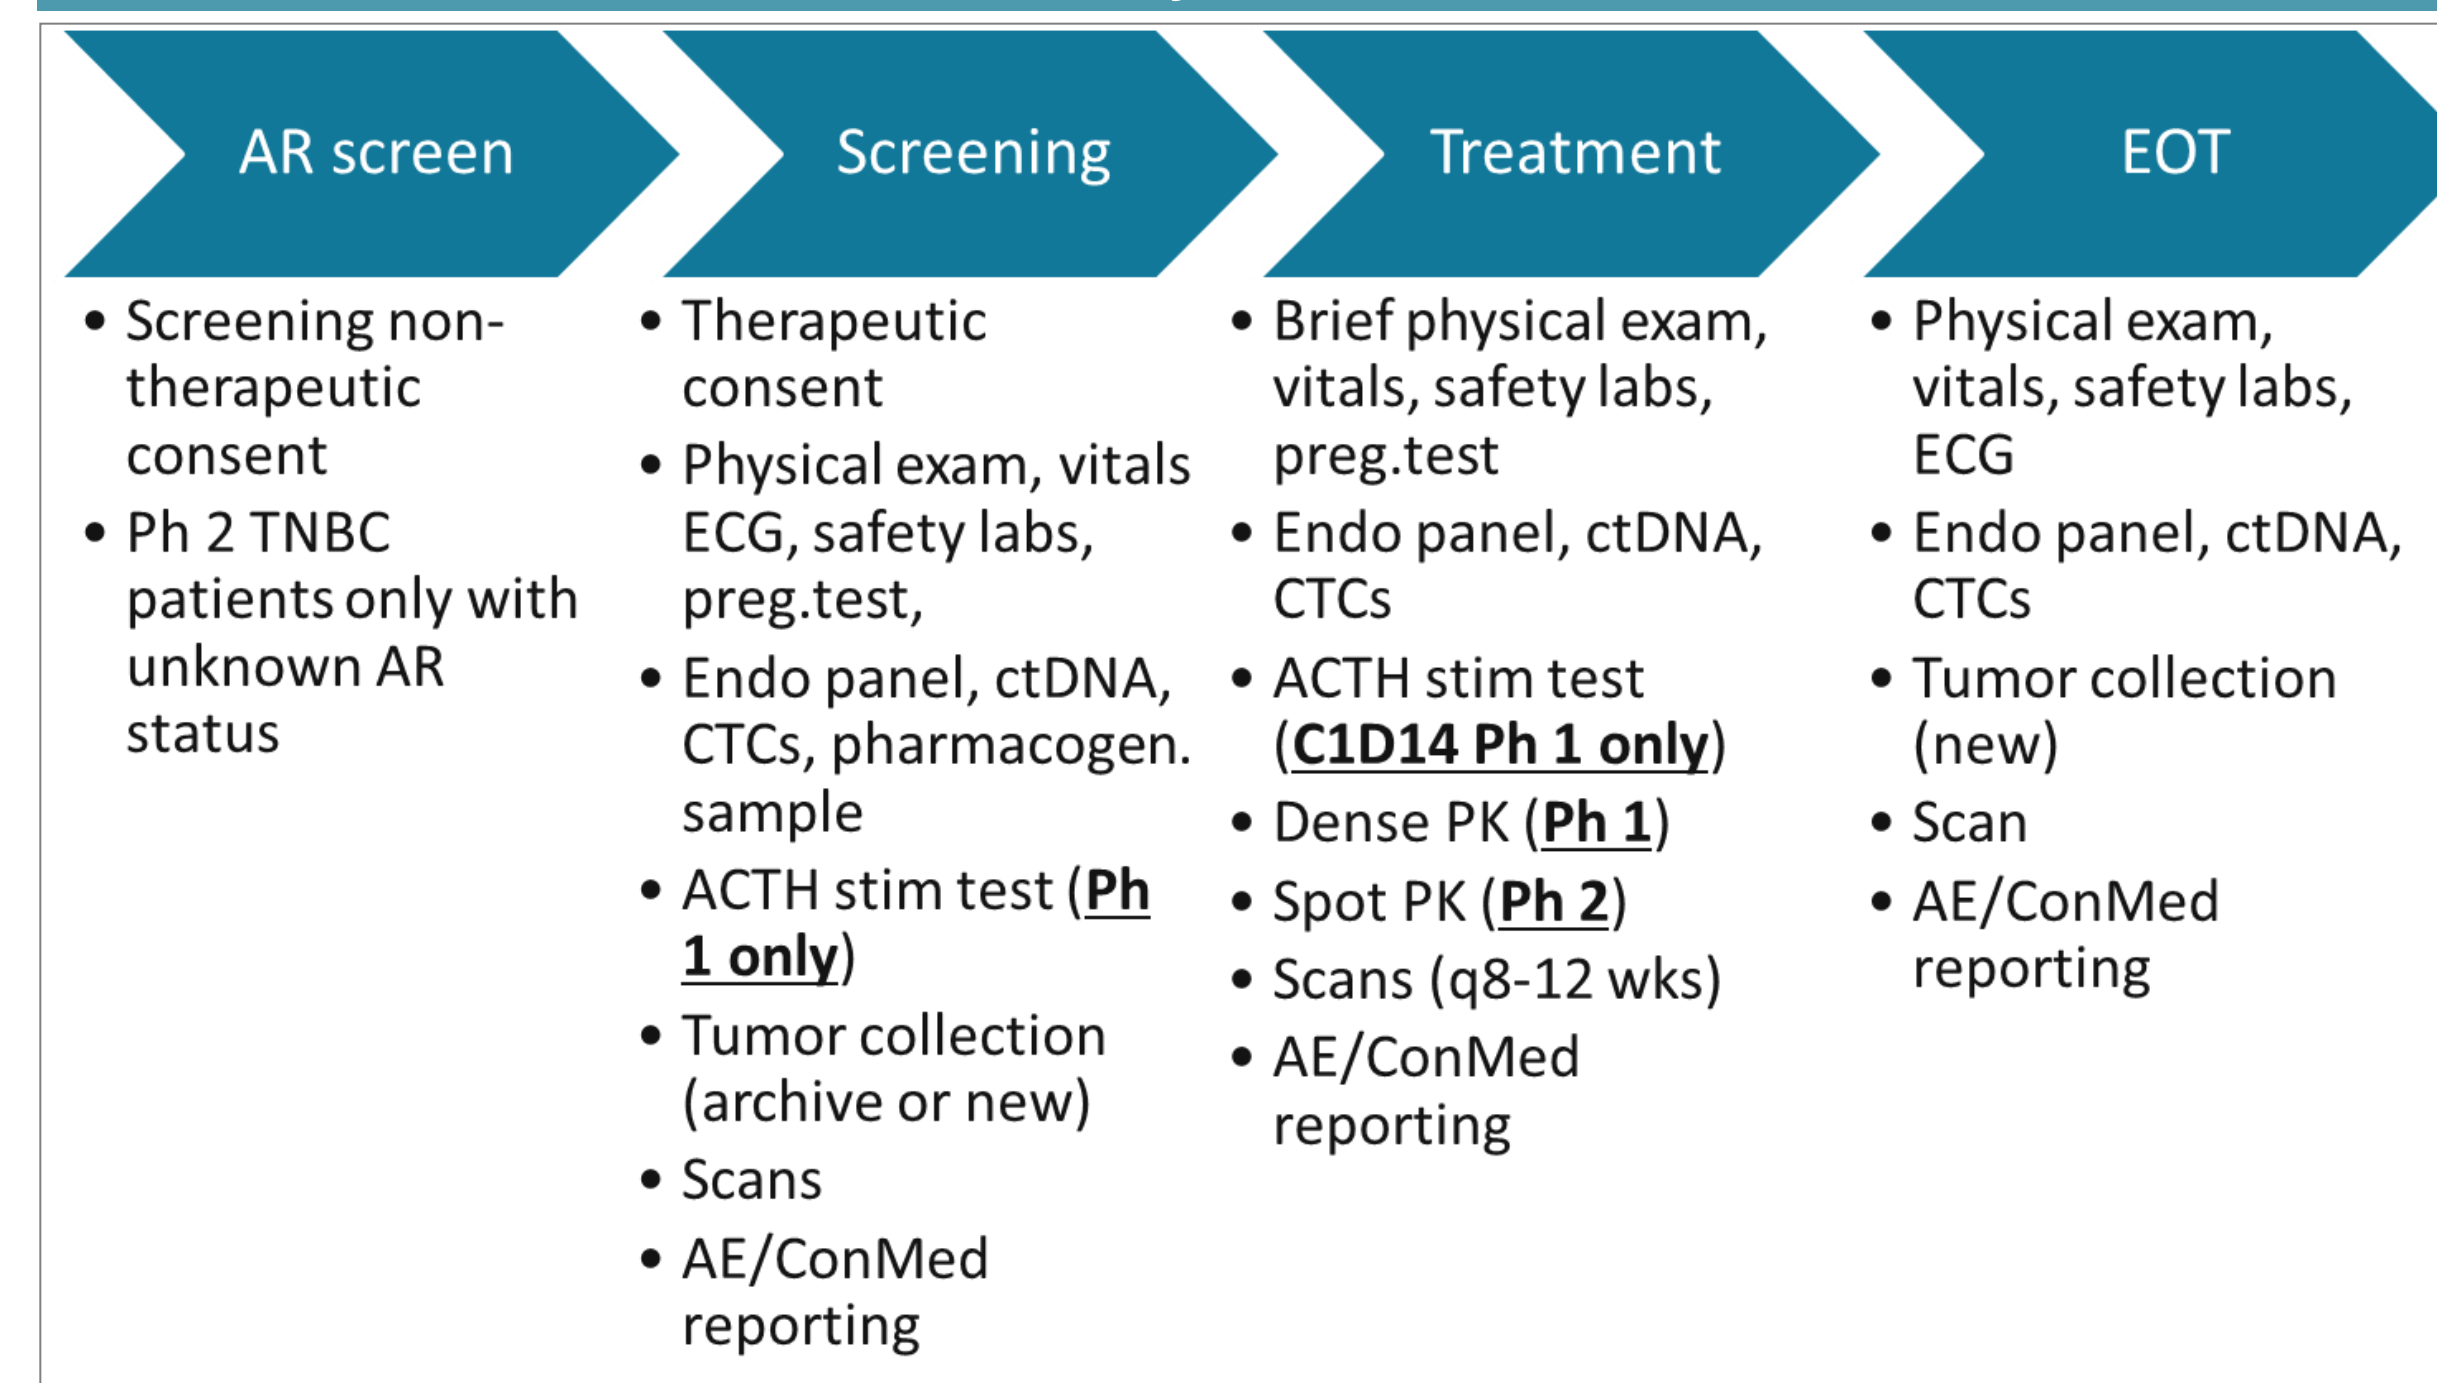 AR screen
Screening
Treatment
EOT
• Screening non-
therapeutic
consent
• Ph 2 TNBC
patients only with
unknown AR
status
• Therapeutic
consent
• Physical exam, vitals
ECG, safety labs,
preg.test,
• Endo panel, ctDNA,
CTCs, pharmacogen.
sample
• ACTH stim test (Ph
1 only)
• Tumor collection
(archive or new)
• Scans
• AE/ConMed
reporting
• Brief physical exam,
vitals, safety labs,
preg.test
• Endo panel, ctDNA,
CTCs
• ACTH stim test
(C1D14 Ph 1 only)
• Dense PK (Ph 1)
• Spot PK (Ph 2)
• Scans (q8-12 wks)
• AE/ConMed
reporting
• Physical exam,
vitals, safety labs,
ECG
• Endo panel, ctDNA,
CTCs
• Tumor collection
(new)
• Scan
• AE/ConMed
reporting